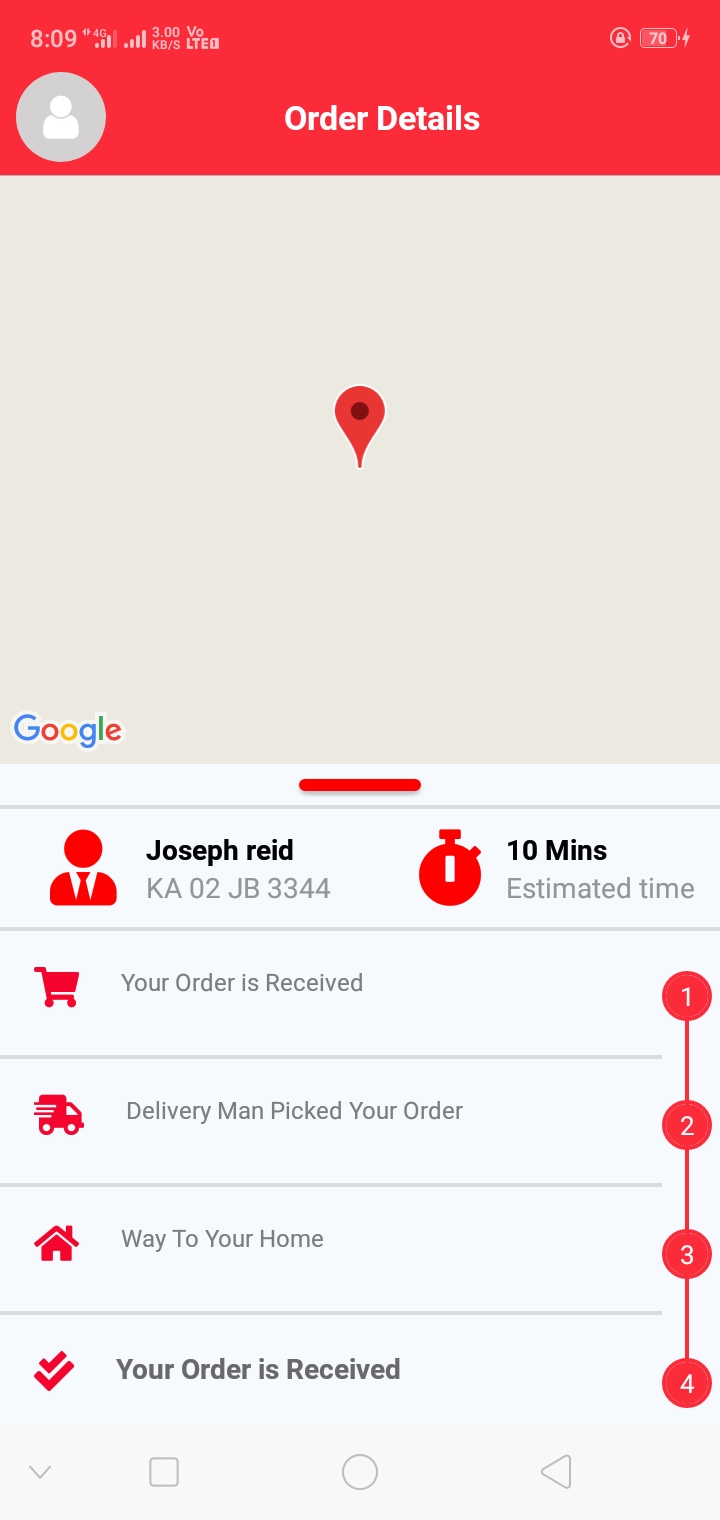 8:09 4G 3.00 KB/S Vo LTE1 70
Order Details
Google
Joseph reid
KA 02 JB 3344
10 Mins
Estimated time
Your Order is Received
1
Delivery Man Picked Your Order
2
Way To Your Home
3
Your Order is Received
4